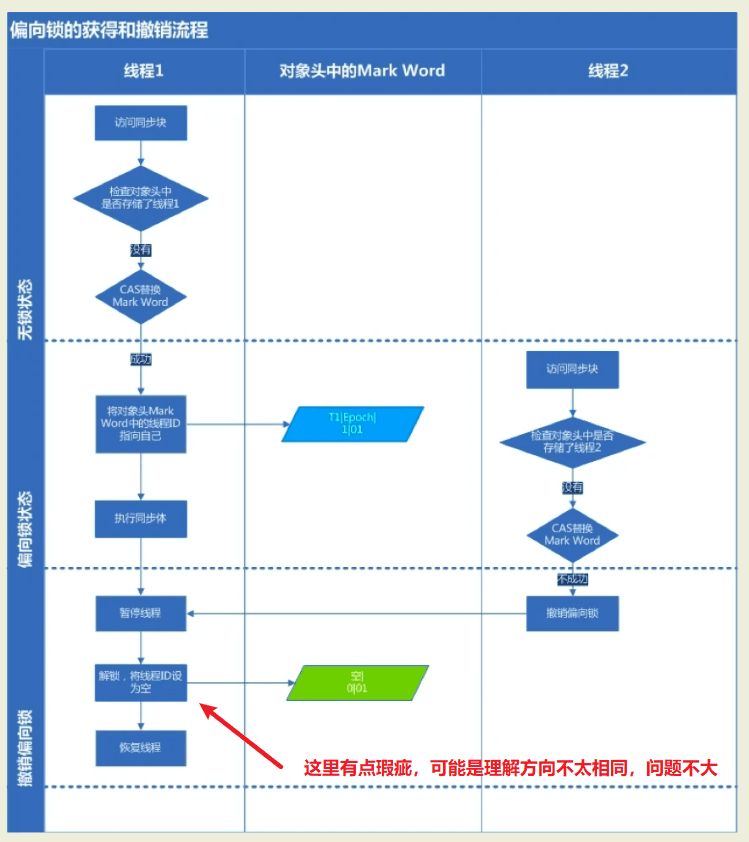 偏向锁的获得和撤销流程
线程1
对象头中的Mark Word
线程2
无锁状态
访问同步块
检查对象头中
是否存储了线程1
没有
CAS替换
Mark Word
偏向锁状态
成功
将对象头Mark
Word中的线程ID
指向自己
T1|Epoch|
1|01
执行同步体
访问同步块
检查对象头中是否
存储了线程2
没有
CAS替换
Mark Word
不成功
撤销偏向锁
撤销偏向锁
暂停线程
解锁，将线程ID设
为空
空|
0|01
恢复线程
这里有点瑕疵，可能是理解方向不太相同，问题不大